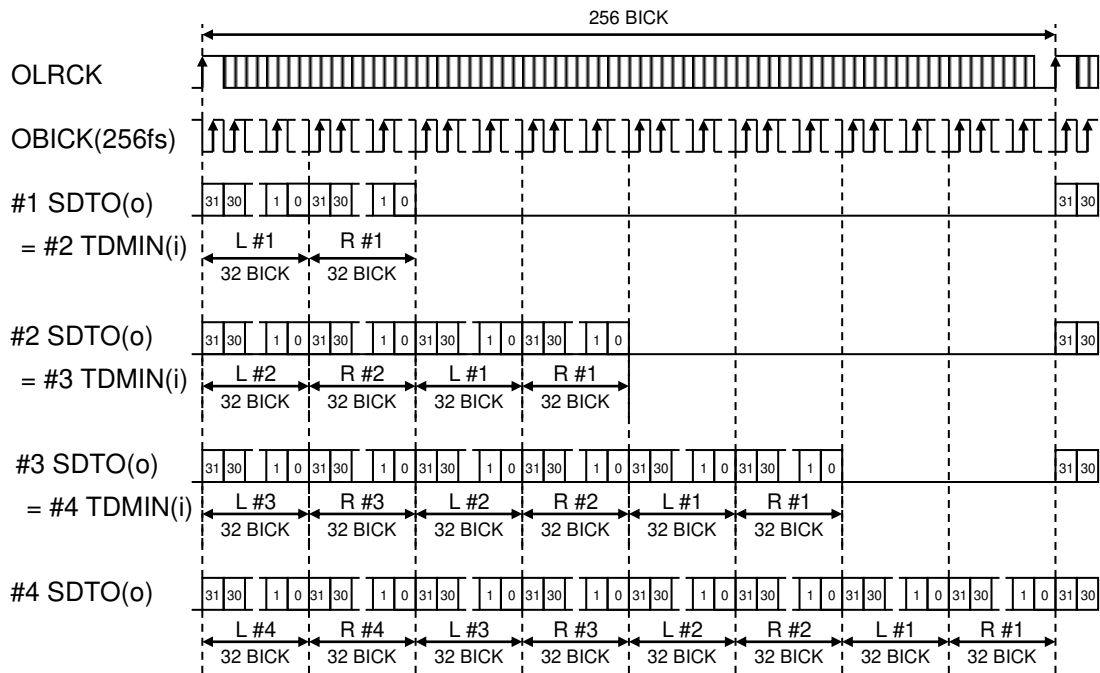 256 BICK
OLRCK
OBICK(256fs)
#1 SDTO(o)
31 30 1 0 31 30 1 0 31 30
= #2 TDMIN(i)
L #1 R #1
32 BICK 32 BICK
#2 SDTO(o)
31 30 1 0 31 30 1 0 31 30 1 0 31 30 1 0 31 30
= #3 TDMIN(i)
L #2 R #2 L #1 R #1
32 BICK 32 BICK 32 BICK 32 BICK
#3 SDTO(o)
31 30 1 0 31 30 1 0 31 30 1 0 31 30 1 0 31 30 1 0 31 30 1 0 31 30
= #4 TDMIN(i)
L #3 R #3 L #2 R #2 L #1 R #1
32 BICK 32 BICK 32 BICK 32 BICK 32 BICK 32 BICK
#4 SDTO(o)
31 30 1 0 31 30 1 0 31 30 1 0 31 30 1 0 31 30 1 0 31 30 1 0 31 30 1 0 31 30 1 0 31 30
L #4 R #4 L #3 R #3 L #2 R #2 L #1 R #1
32 BICK 32 BICK 32 BICK 32 BICK 32 BICK 32 BICK 32 BICK 32 BICK